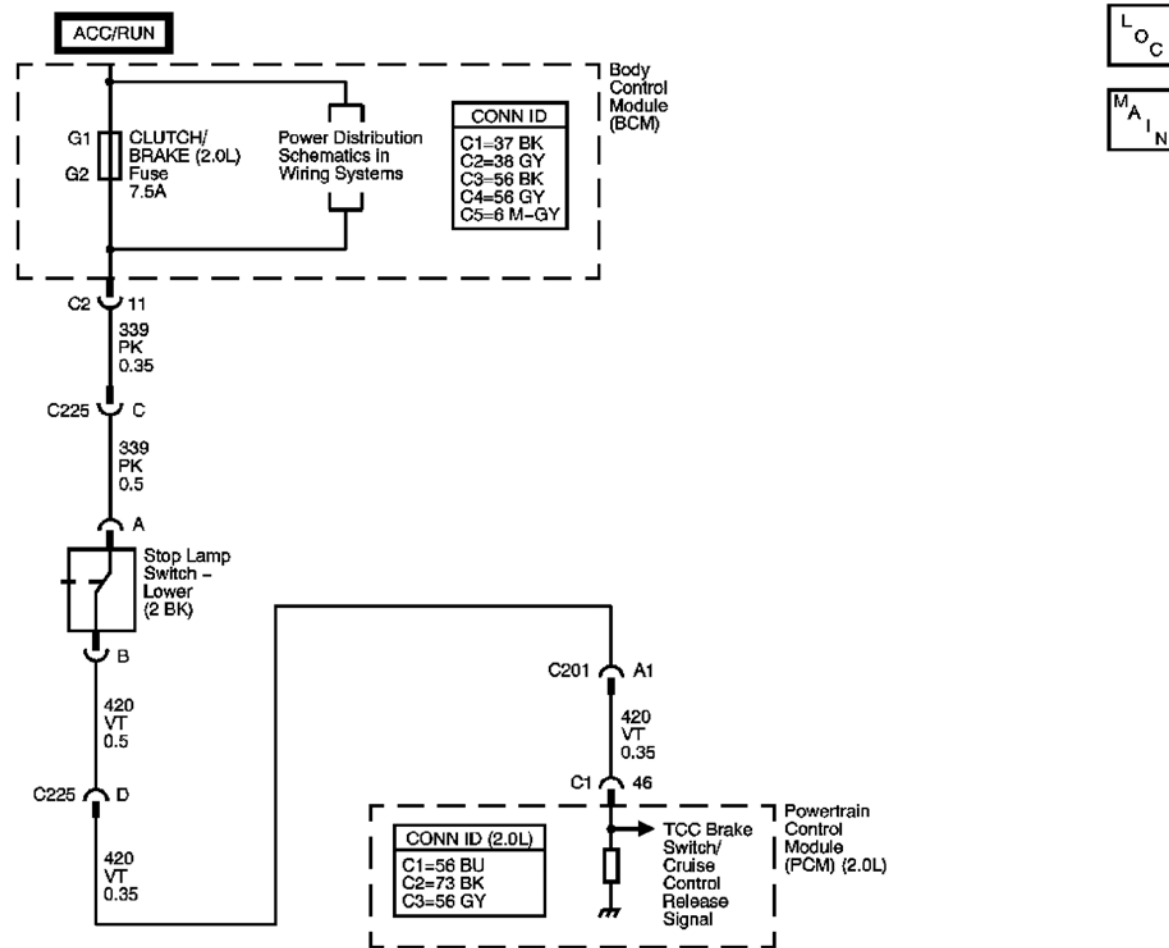 ACC/RUN
L
O
C
M
A
I
N
Body
Control
Module
(BCM)
G1
G2
CLUTCH/
BRAKE (2.0L)
Fuse
7.5A
Power Distribution
Schematics in
Wiring Systems
CONN ID
C1=37 BK
C2=38 GY
C3=56 BK
C4=56 GY
C5=6 M-GY
C2 11
339
PK
0.35
C225 C
339
PK
0.5
A
Stop Lamp
Switch –
Lower
(2 BK)
B
420
VT
0.5
C225 D
420
VT
0.35
C201 A1
420
VT
0.35
C1 46
CONN ID (2.0L)
C1=56 BU
C2=73 BK
C3=56 GY
TCC Brake
Switch/
Cruise
Control
Release
Signal
Powertrain
Control
Module
(PCM) (2.0L)